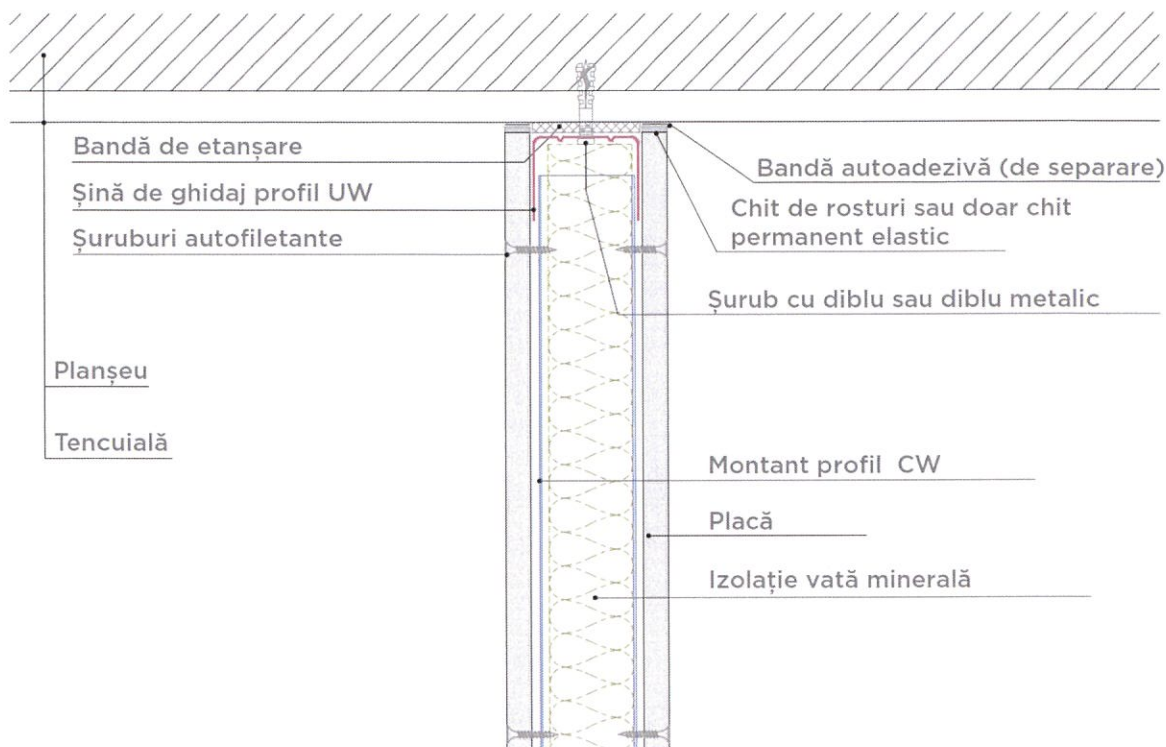 Bandă de etanșare
Șină de ghidaj profil UW
Șuruburi autofiletante
Planșeu
Tencuială
Bandă autoadezivă (de separare)
Chit de rosturi sau doar chit
permanent elastic
Șurub cu diblu sau diblu metalic
Montant profil CW
Placă
Izolație vată minerală